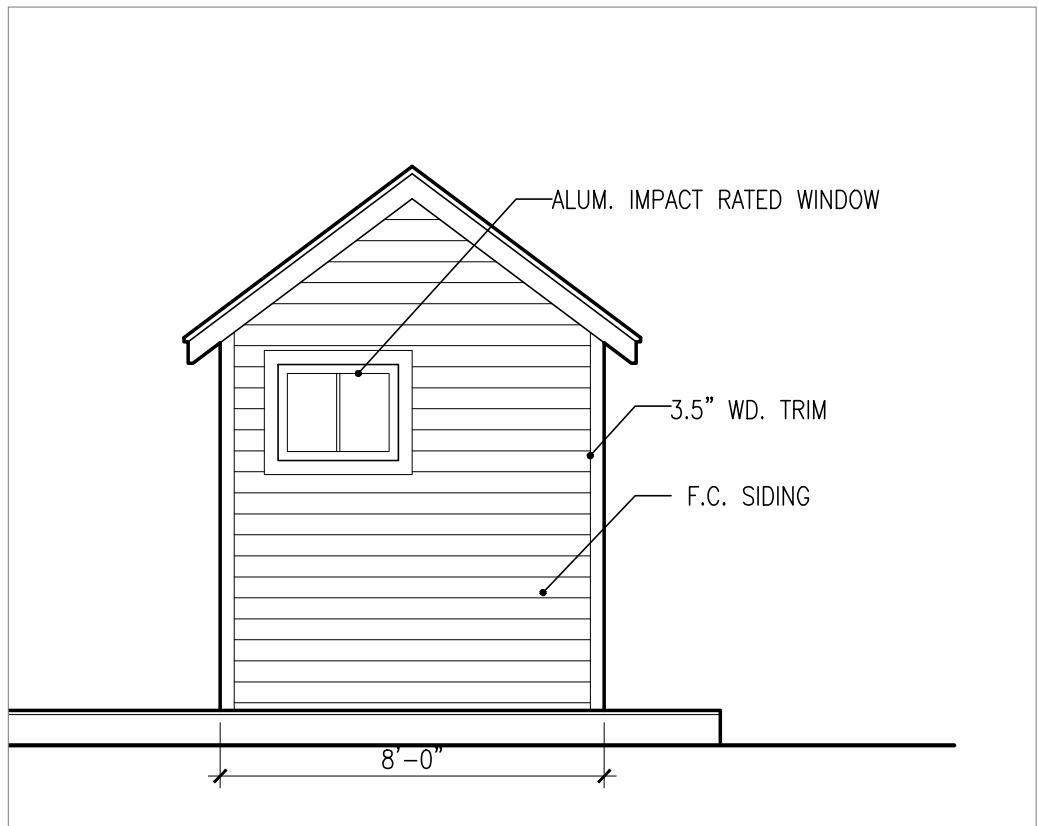 ALUM. IMPACT RATED WINDOW
3.5” WD. TRIM
F.C. SIDING
8’-0”